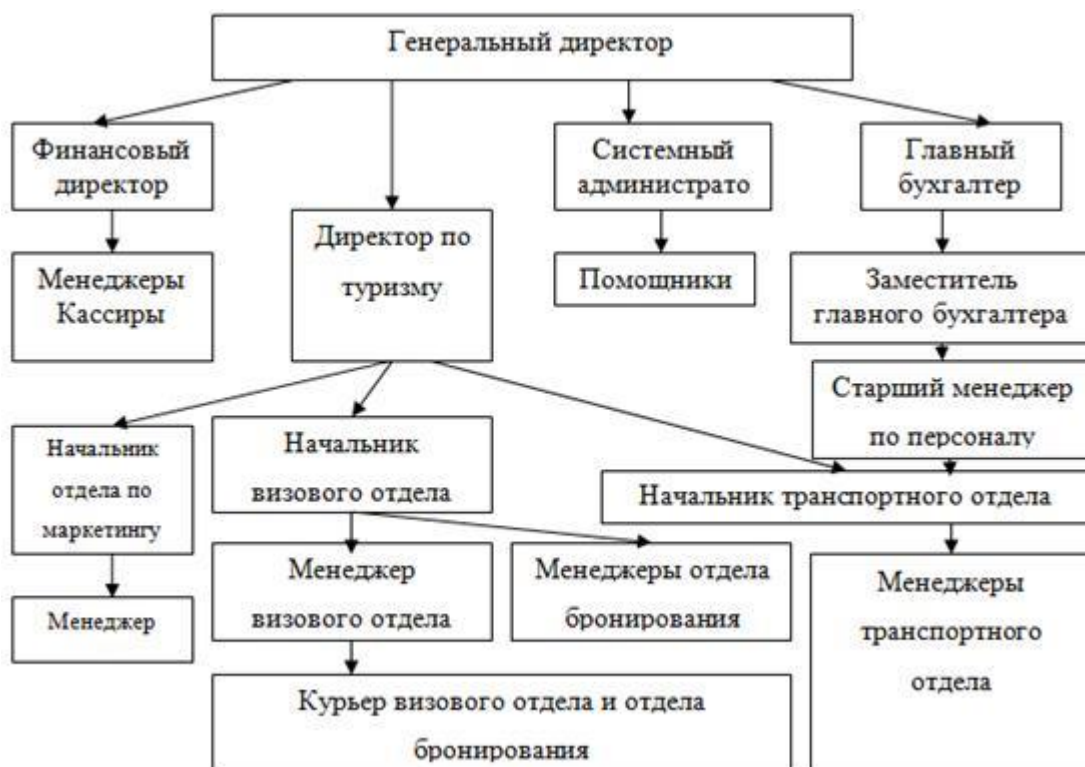 Генеральный директор
Финансовый
директор
Системный
администрато
Главный
бухгалтер
Директор по
туризму
Менеджеры
Кассиры
Помощники
Заместитель
главного бухгалтера
Старший менеджер
по персоналу
Начальник
отдела по
маркетингу
Начальник
визового отдела
Начальник транспортного отдела
Менеджер
Менеджер
визового отдела
Менеджеры отдела
бронирования
Менеджеры
транспортного
отдела
Курьер визового отдела и отдела
бронирования